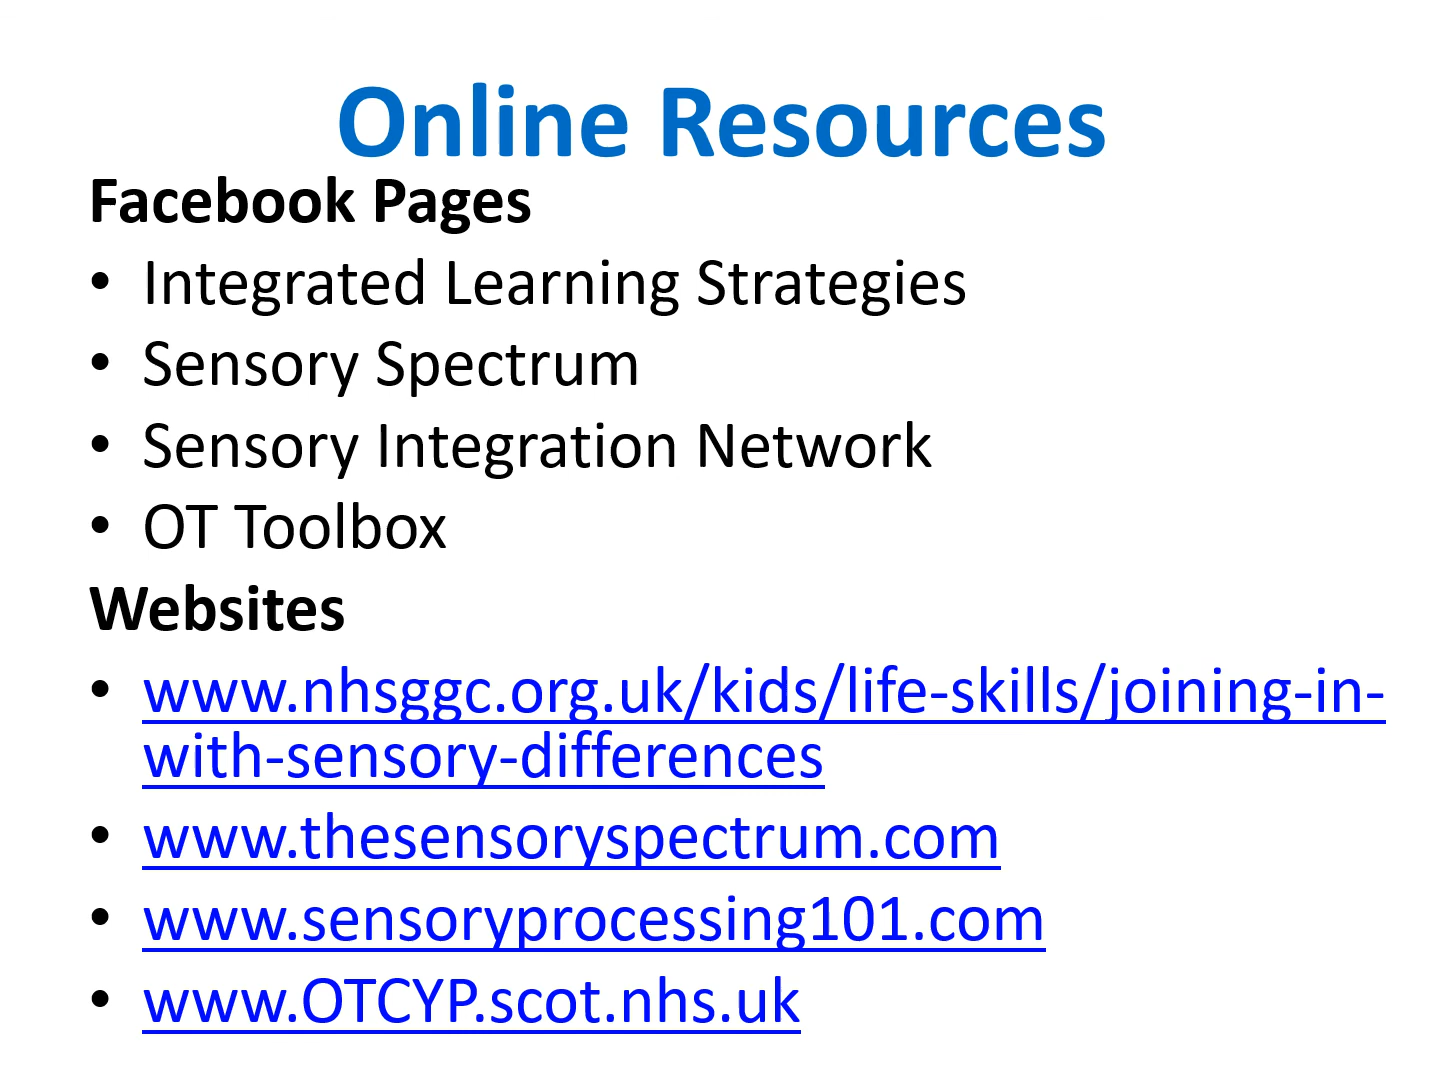 Online Resources
Facebook Pages
• Integrated Learning Strategies
• Sensory Spectrum
• Sensory Integration Network
• OT Toolbox
Websites
• www.nhsggc.org.uk/kids/life-skills/joining-in-
with-sensory-differences
• www.thesensoryspectrum.com
• www.sensoryprocessing101.com
• www.OTCYP.scot.nhs.uk